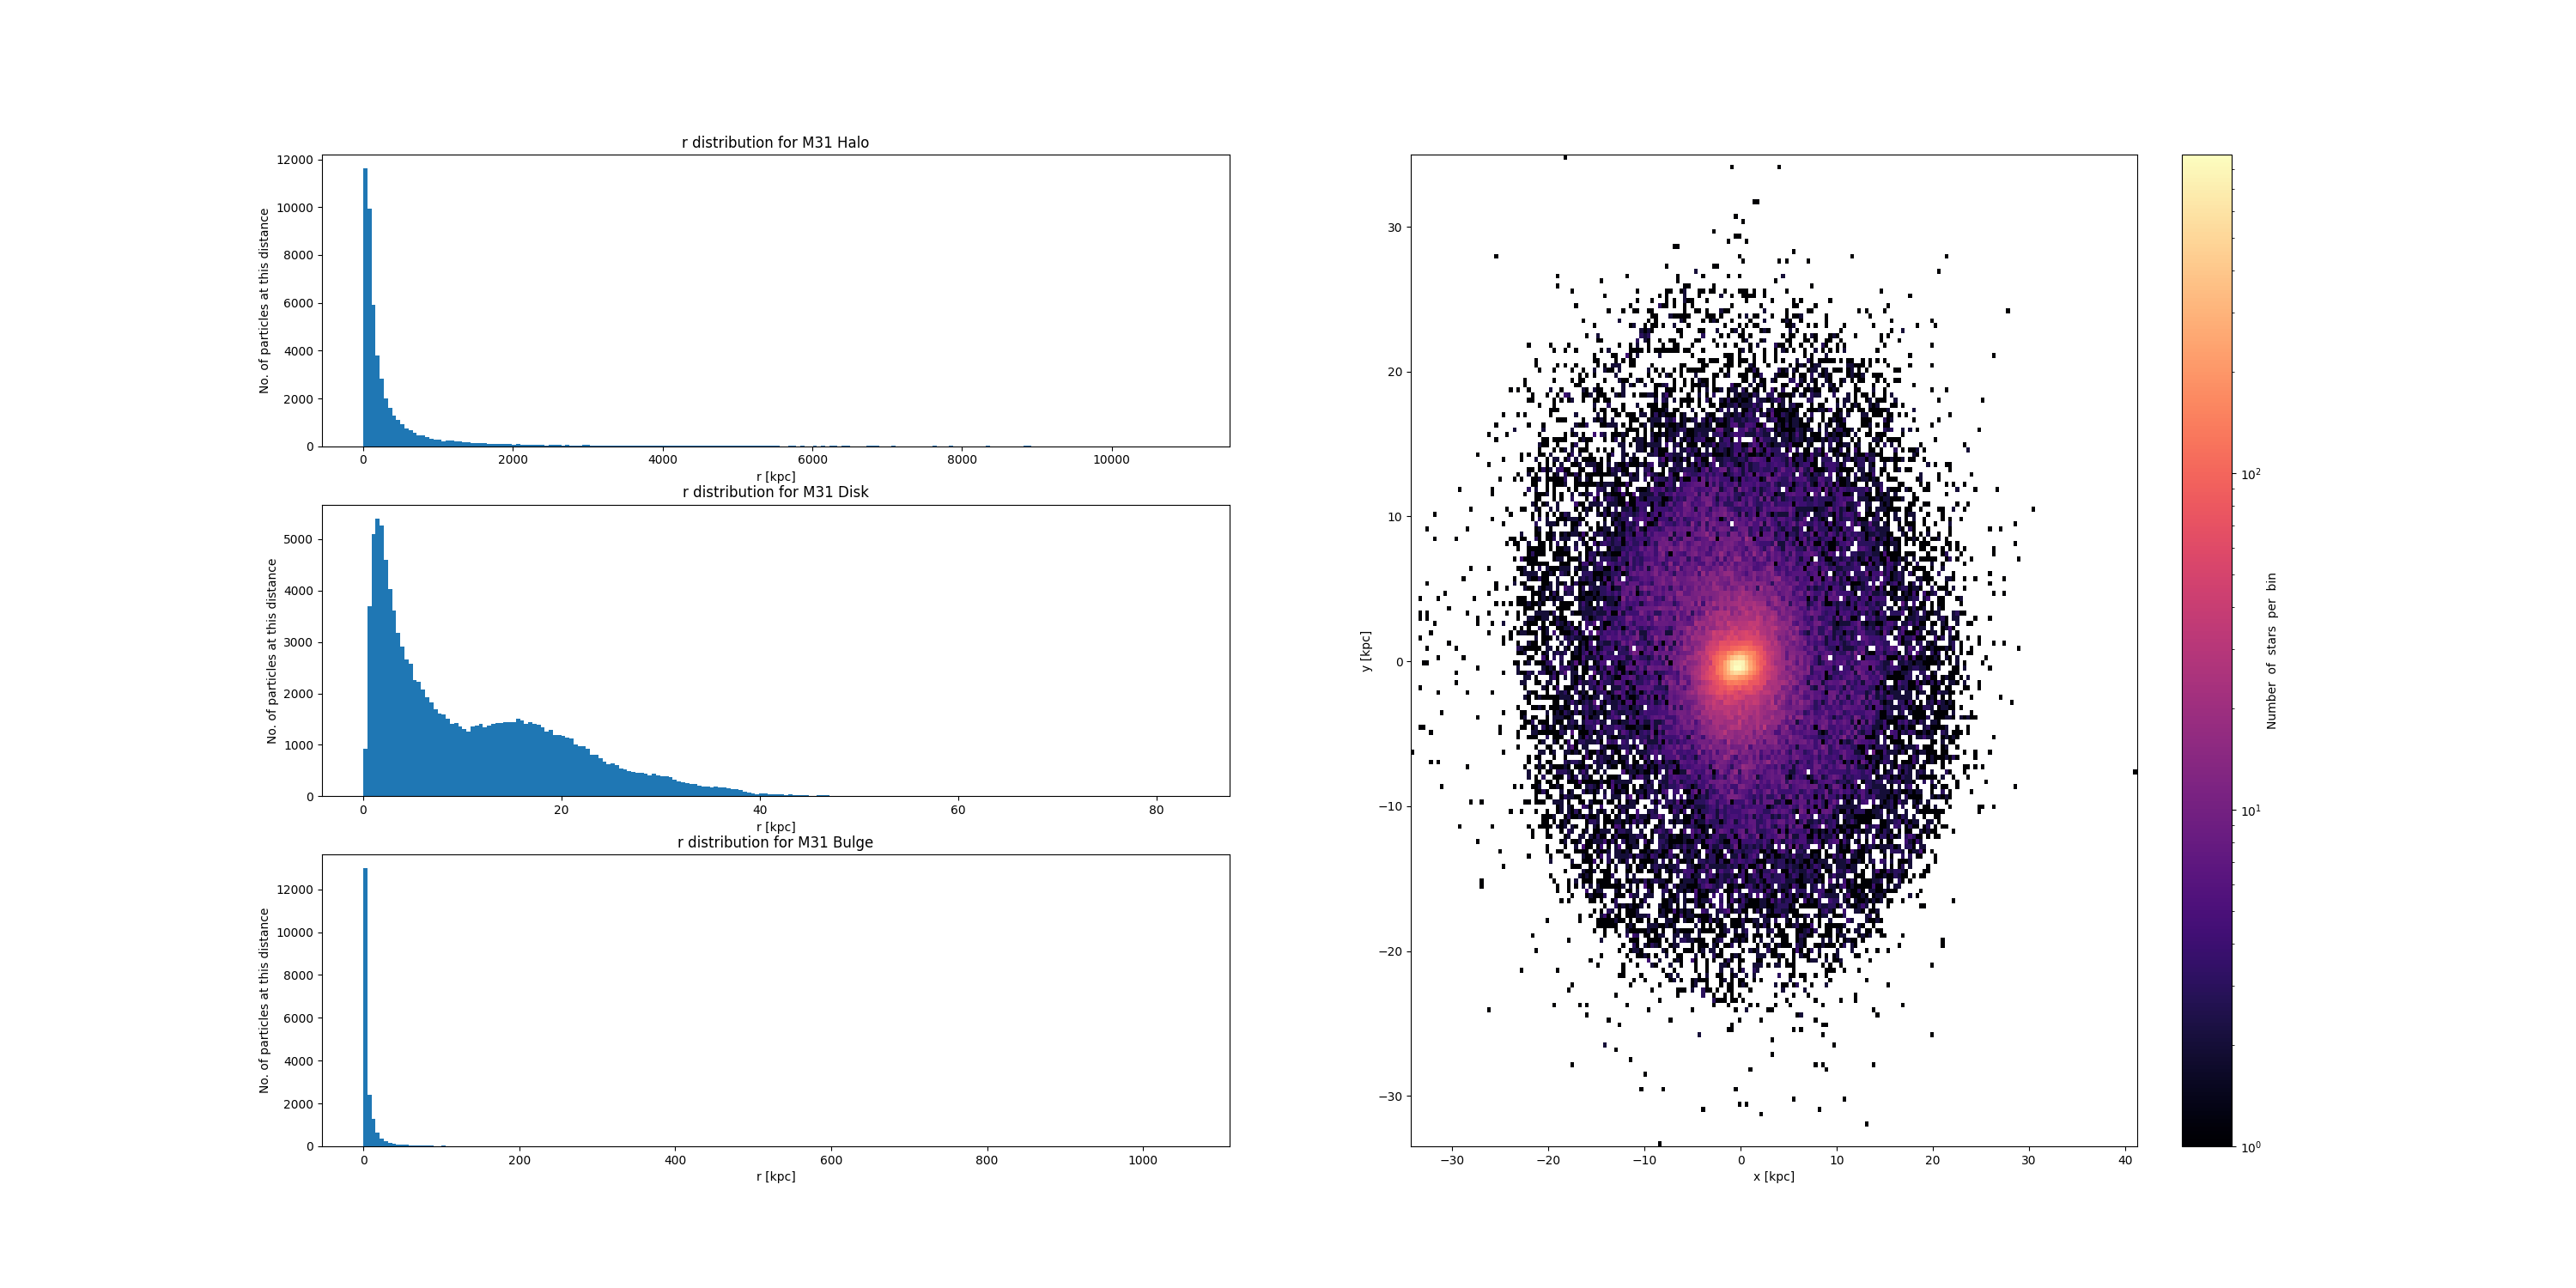 r distribution for M31 Halo
12000
10000
8000
6000
4000
2000
0
No. of particles at this distance
0 2000 4000 6000 8000 10000
r [kpc]
r distribution for M31 Disk
5000
4000
3000
2000
1000
0
No. of particles at this distance
0 20 40 60 80
r [kpc]
r distribution for M31 Bulge
12000
10000
8000
6000
4000
2000
0
No. of particles at this distance
0 200 400 600 800 1000
r [kpc]
30
20
10
0
−10
−20
−30
y [kpc]
−30 −20 −10 0 10 20 30 40
x [kpc]
10²
10¹
10⁰
Number of stars per bin